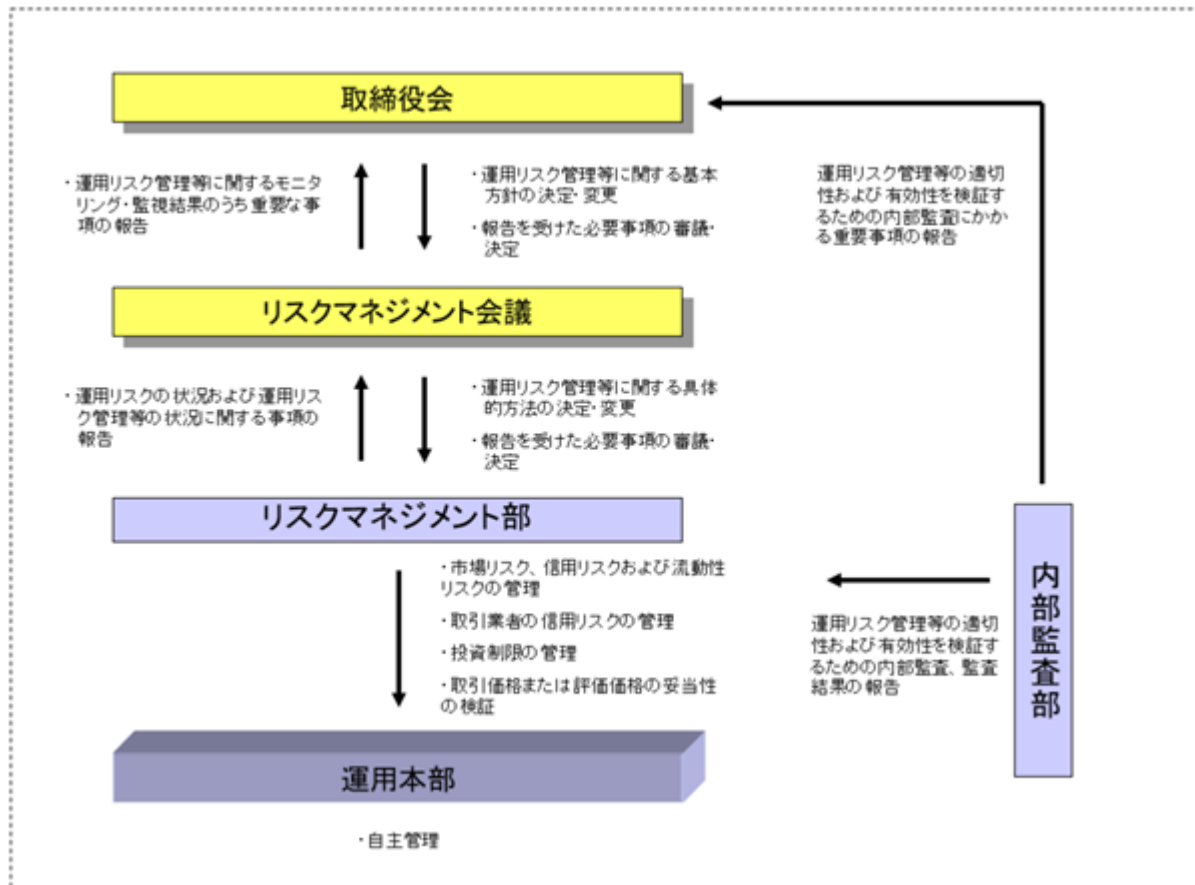 取締役会
・運用リスク管理等に関するモニタ
リング・監視結果のうち重要な事
項の報告
・運用リスク管理等に関する基本
方針の決定・変更
・報告を受けた必要事項の審議・
決定
運用リスク管理等の適切
性および有効性を検証す
るための内部監査にかか
る重要事項の報告
リスクマネジメント会議
・運用リスクの状況および運用リス
ク管理等の状況に関する事項の
報告
・運用リスク管理等に関する具体
的方法の決定・変更
・報告を受けた必要事項の審議・
決定
リスクマネジメント部
・市場リスク、信用リスクおよび流動性
リスクの管理
・取引業者の信用リスクの管理
・投資制限の管理
・取引価格または評価価格の妥当性
の検証
運用リスク管理等の適切
性および有効性を検証す
るための内部監査、監査
結果の報告
内部監査部
運用本部
・自主管理